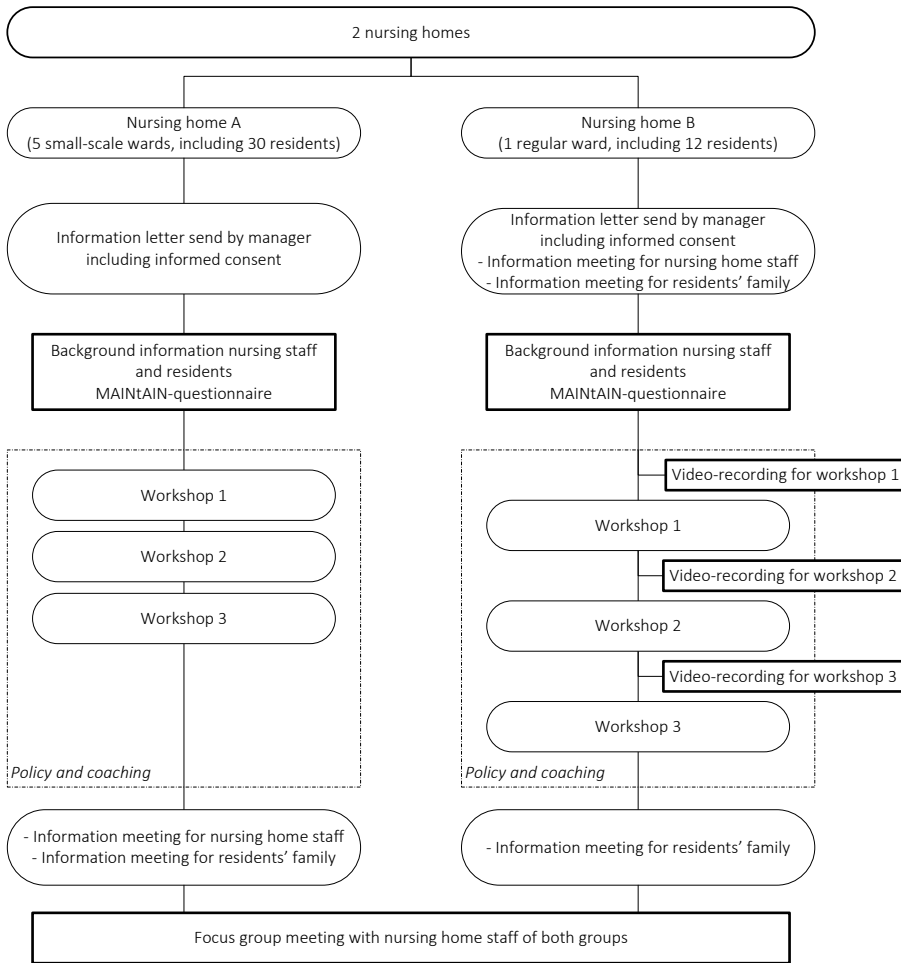 2 nursing homes
Nursing home A
(5 small-scale wards, including 30 residents)
Nursing home B
(1 regular ward, including 12 residents)
Information letter send by manager
including informed consent
Information letter send by manager
including informed consent
- Information meeting for nursing home staff
- Information meeting for residents’ family
Background information nursing staff
and residents
MAINtAIN-questionnaire
Background information nursing staff
and residents
MAINtAIN-questionnaire
Workshop 1
Workshop 2
Workshop 3
Policy and coaching
Video-recording for workshop 1
Workshop 1
Video-recording for workshop 2
Workshop 2
Video-recording for workshop 3
Workshop 3
Policy and coaching
- Information meeting for nursing home staff
- Information meeting for residents’ family
- Information meeting for residents’ family
Focus group meeting with nursing home staff of both groups